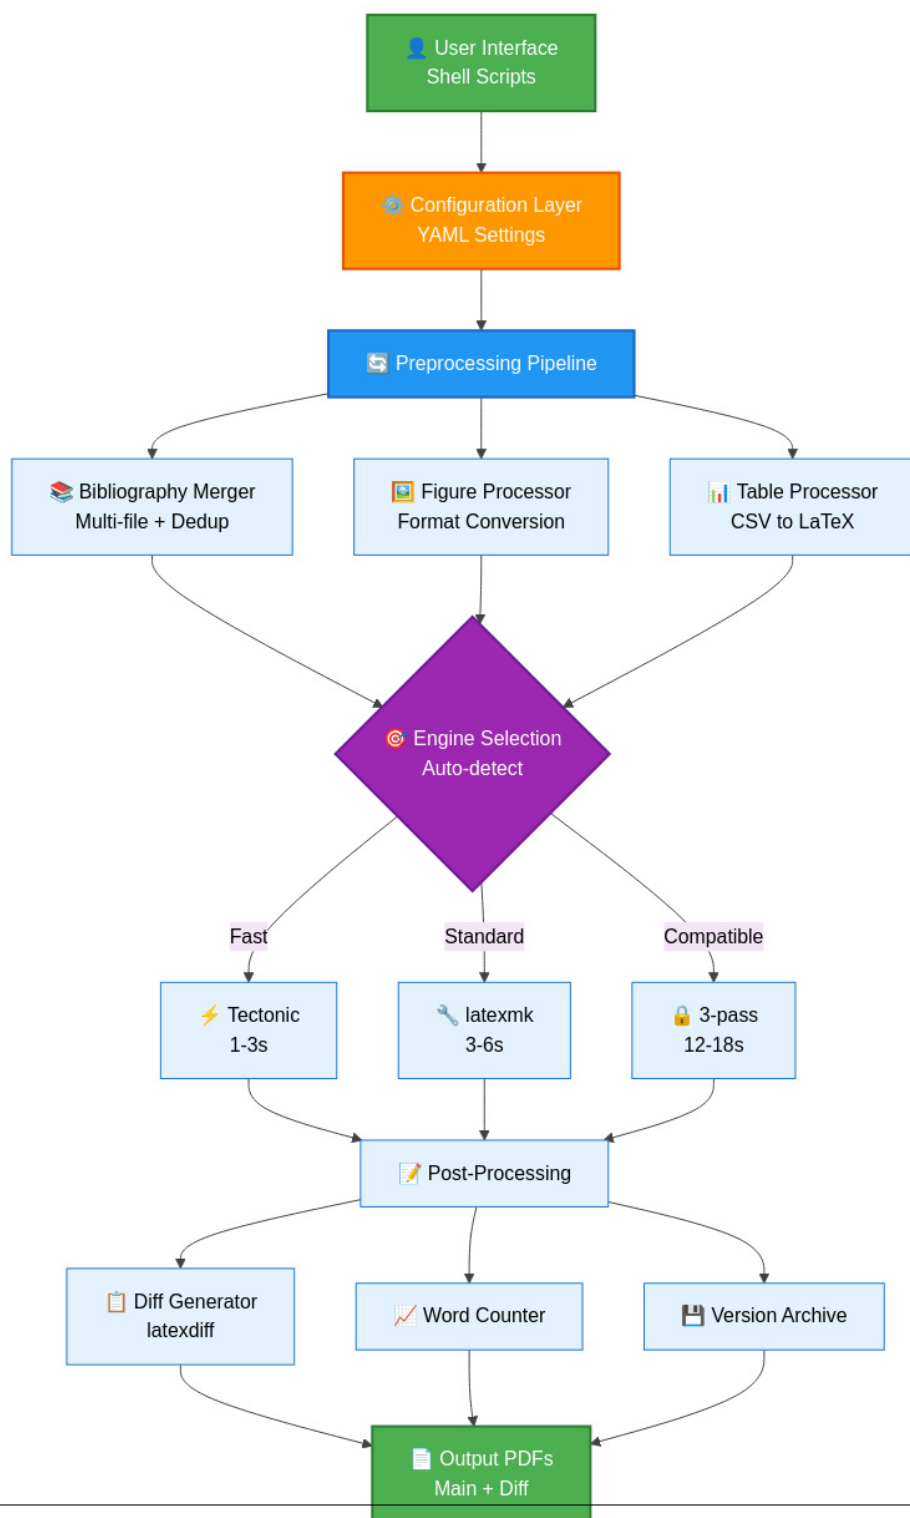 👤 User Interface
Shell Scripts
⚙️ Configuration Layer
YAML Settings
🔄 Preprocessing Pipeline
📚 Bibliography Merger
Multi-file + Dedup
🖼️ Figure Processor
Format Conversion
📊 Table Processor
CSV to LaTeX
🎯 Engine Selection
Auto-detect
Fast
Standard
Compatible
⚡ Tectonic
1-3s
🔧 latexmk
3-6s
🔒 3-pass
12-18s
📝 Post-Processing
📋 Diff Generator
latexdiff
📈 Word Counter
💾 Version Archive
📄 Output PDFs
Main + Diff